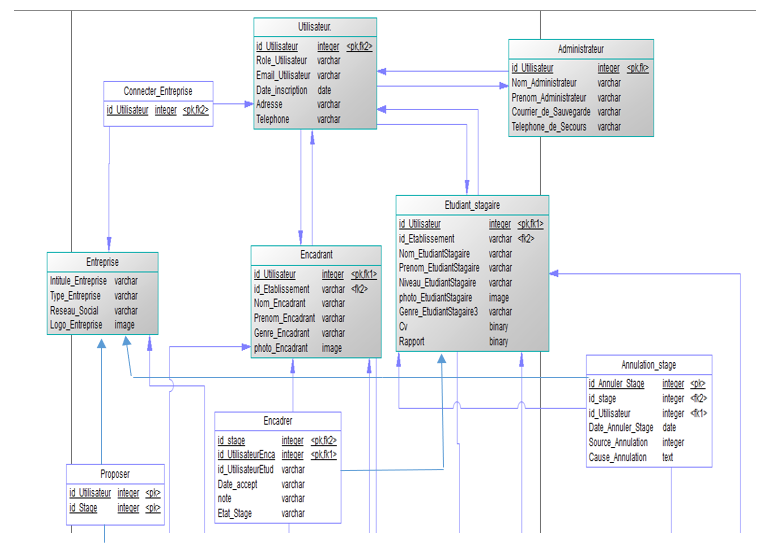 Utilisateur.
id_Utilisateur integer <pk,fk2>
Role_Utilisateur varchar
Email_Utilisateur varchar
Date_inscription date
Adresse varchar
Telephone varchar
Administrateur
id_Utilisateur integer <pk,fk>
Nom_Administrateur varchar
Prenom_Administrateur varchar
Courrier_de_Sauvegarde varchar
Telephone_de_Secours varchar
Connecter_Entreprise
id_Utilisateur integer <pk,fk2>
Etudiant_stagaire
id_Utilisateur integer <pk,fk1>
id_Etablissement varchar <fk2>
Nom_EtudiantStagaire varchar
Prenom_EtudiantStagaire varchar
Niveau_EtudiantStagaire varchar
photo_EtudiantStagaire image
Genre_EtudiantStagaire3 varchar
Cv binary
Rapport binary
Entreprise
Intitule_Entreprise varchar
Type_Entreprise varchar
Reseau_Social varchar
Logo_Entreprise image
Encadrant
id_Utilisateur integer <pk,fk1>
id_Etablissement varchar <fk2>
Nom_Encadrant varchar
Prenom_Encadrant varchar
Genre_Encadrant varchar
photo_Encadrant image
Annulation_stage
id_Annuler_Stage integer <pk>
id_stage integer <fk2>
id_Utilisateur integer <fk1>
Date_Annuler_Stage date
Source_Annulation integer
Cause_Annulation text
Encadrer
id_stage integer <pk,fk2>
id_UtilisateurEnca integer <pk,fk1>
id_UtilisateurEtud varchar
Date_accept varchar
note varchar
Etat_Stage varchar
Proposer
id_Utilisateur integer <pk>
id_Stage integer <pk>